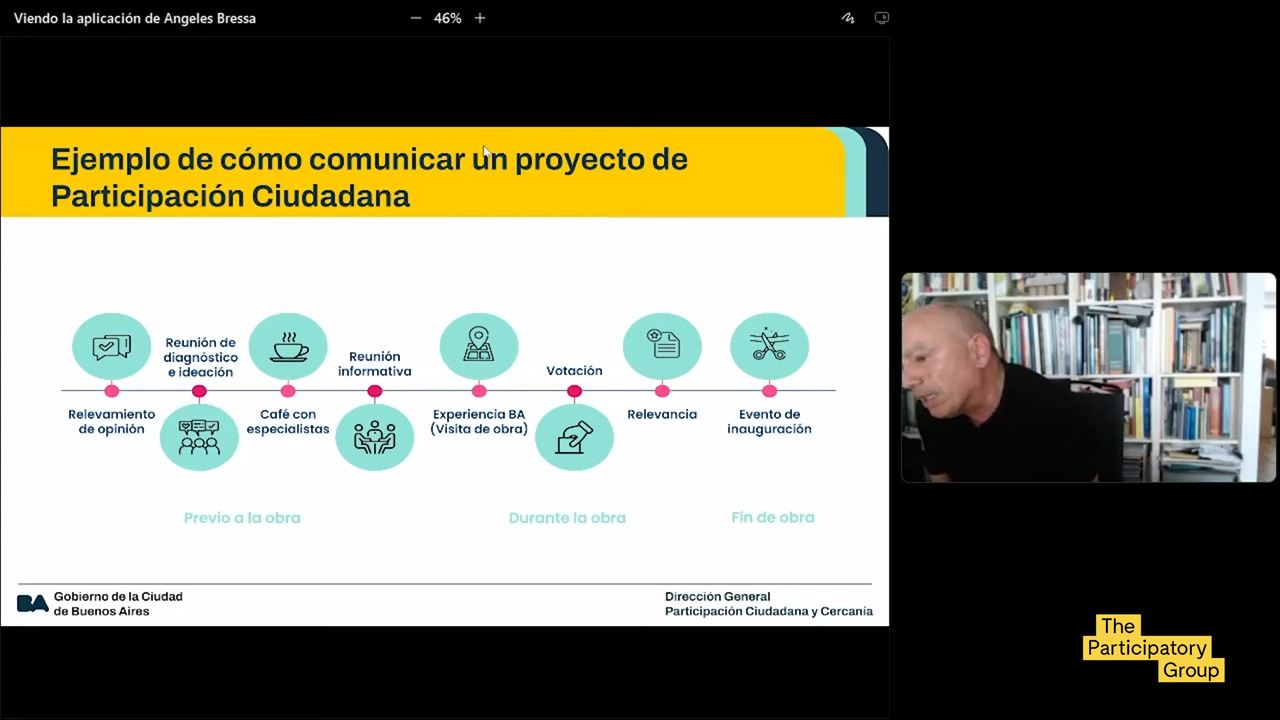 Viendo la aplicación de Angeles Bressa
46%
Ejemplo de cómo comunicar un proyecto de
Participación Ciudadana
Relevamiento
de opinión
Reunión de
diagnóstico
e ideación
Café con
especialistas
Reunión
informativa
Experiencia BA
(Visita de obra)
Votación
Relevancia
Evento de
inauguración
Previo a la obra
Durante la obra
Fin de obra
BA
Gobierno de la Ciudad
de Buenos Aires
Dirección General
Participación Ciudadana y Cercanía
The
Participatory
Group